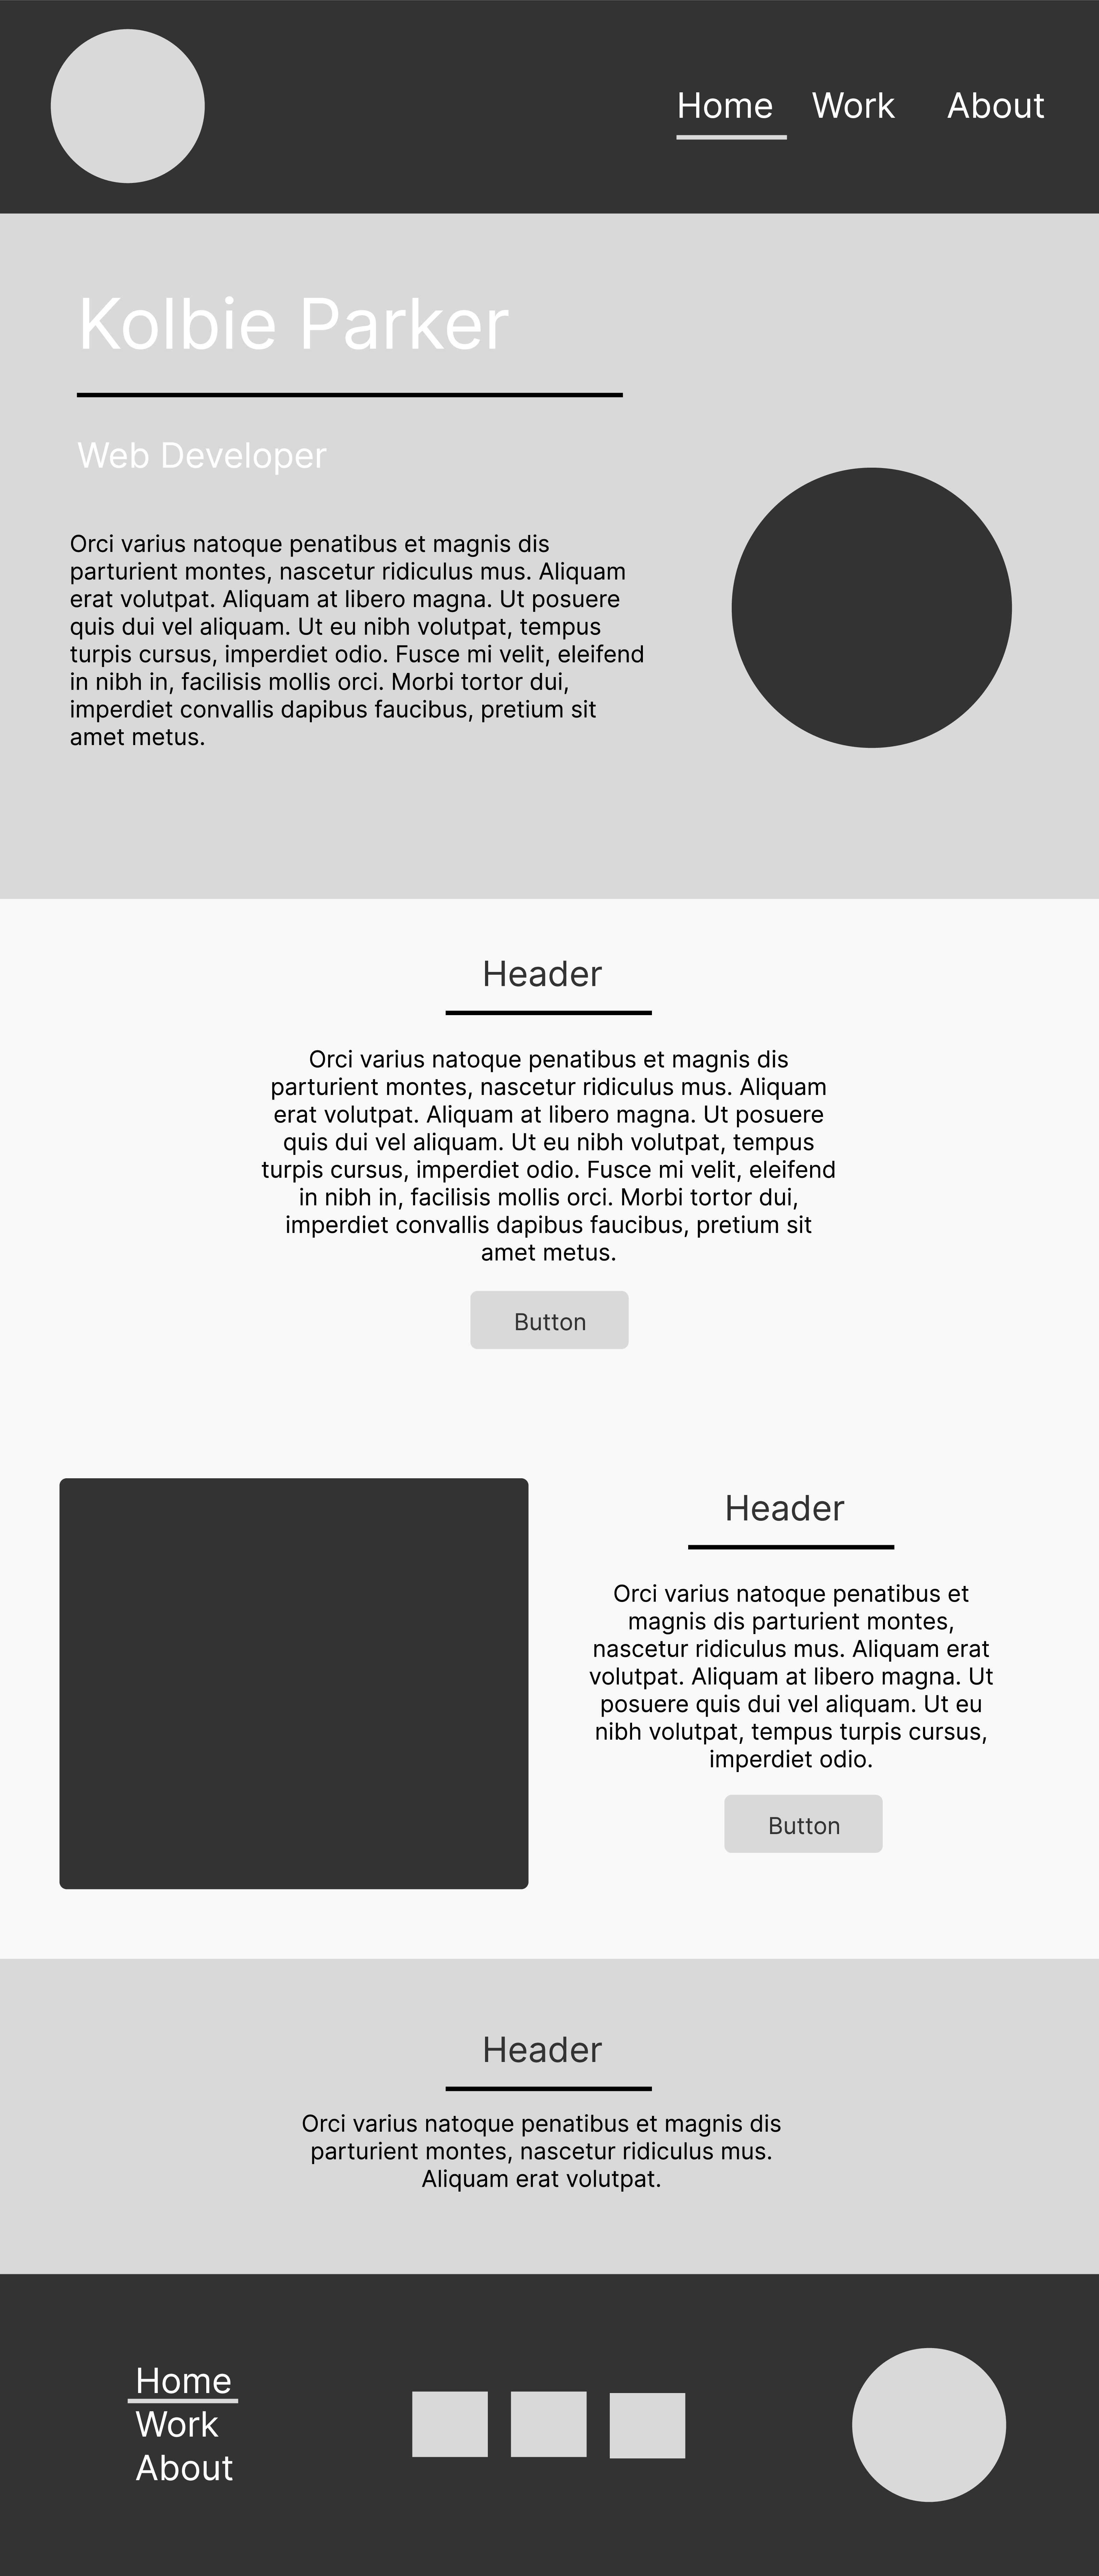 Home Work About
Kolbie Parker
Web Developer
Orci varius natoque penatibus et magnis dis
parturient montes, nascetur ridiculus mus. Aliquam
erat volutpat. Aliquam at libero magna. Ut posuere
quis dui vel aliquam. Ut eu nibh volutpat, tempus
turpis cursus, imperdiet odio. Fusce mi velit, eleifend
in nibh in, facilisis mollis orci. Morbi tortor dui,
imperdiet convallis dapibus faucibus, pretium sit
amet metus.
Header
Orci varius natoque penatibus et magnis dis
parturient montes, nascetur ridiculus mus. Aliquam
erat volutpat. Aliquam at libero magna. Ut posuere
quis dui vel aliquam. Ut eu nibh volutpat, tempus
turpis cursus, imperdiet odio. Fusce mi velit, eleifend
in nibh in, facilisis mollis orci. Morbi tortor dui,
imperdiet convallis dapibus faucibus, pretium sit
amet metus.
Button
Header
Orci varius natoque penatibus et
magnis dis parturient montes,
nascetur ridiculus mus. Aliquam erat
volutpat. Aliquam at libero magna. Ut
posuere quis dui vel aliquam. Ut eu
nibh volutpat, tempus turpis cursus,
imperdiet odio.
Button
Header
Orci varius natoque penatibus et magnis dis
parturient montes, nascetur ridiculus mus.
Aliquam erat volutpat.
Home
Work
About